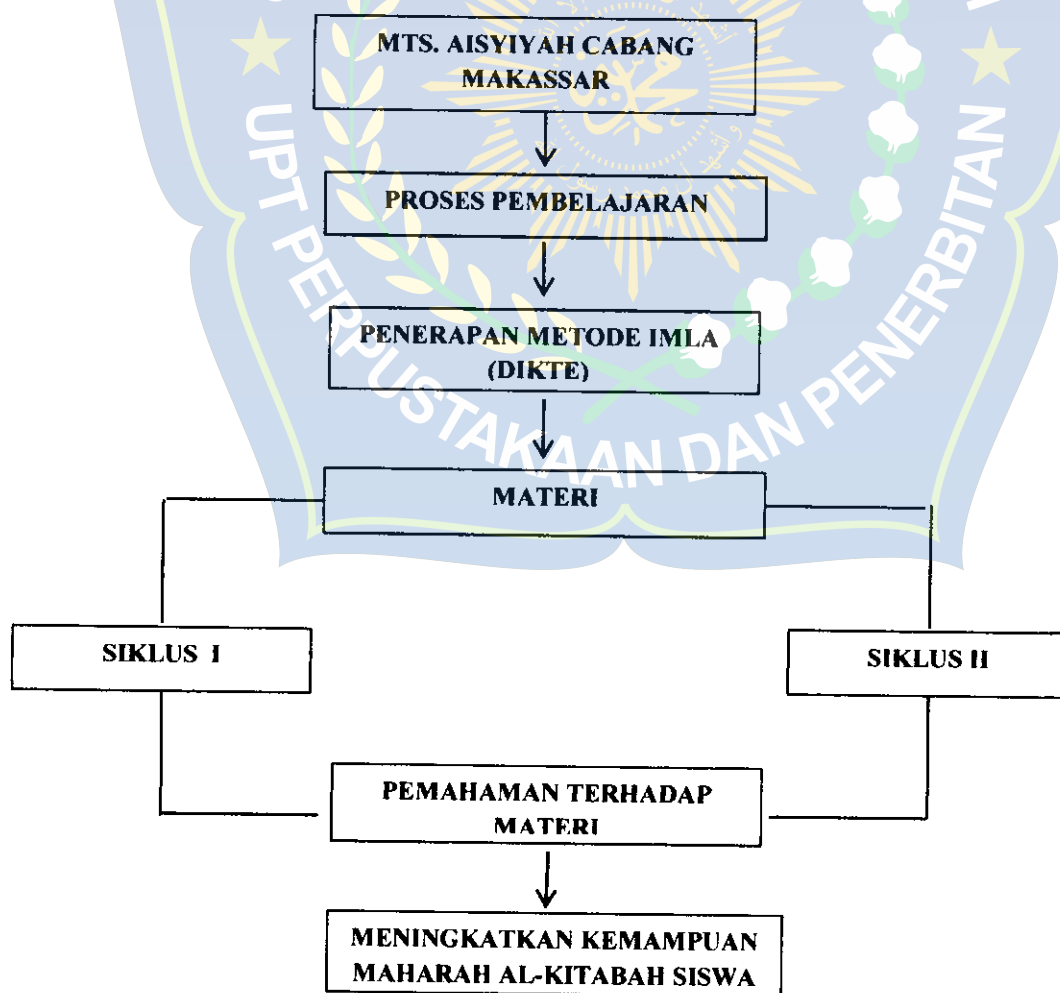 MTS. AISYIYAH CABANG
MAKASSAR
PROSES PEMBELAJARAN
PENERAPAN METODE IMLA
(DIKTE)
MATERI
SIKLUS I
SIKLUS II
PEMAHAMAN TERHADAP
MATERI
MENINGKATKAN KEMAMPUAN
MAHARAH AL-KITABAH SISWA
UPT PERPUSTAKAAN DAN PENERBITAN